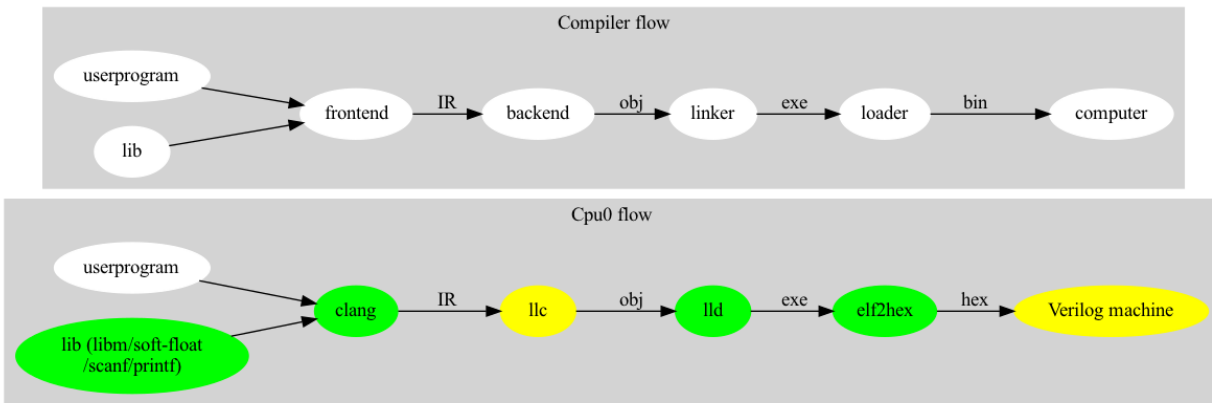 Compiler flow
userprogram
lib
frontend
IR
backend
obj
linker
exe
loader
bin
computer
Cpu0 flow
userprogram
lib (libm/soft-float
/scanf/printf)
clang
IR
llc
obj
lld
exe
elf2hex
hex
Verilog machine